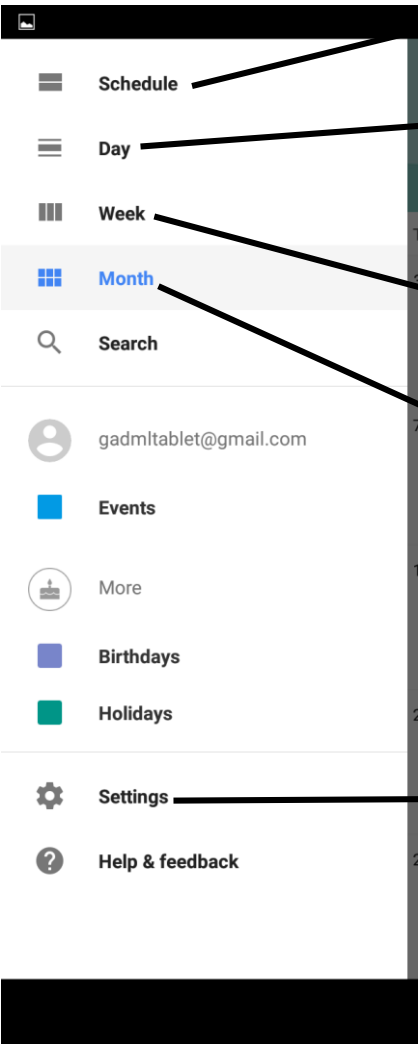 Schedule
Day
Week
Month
Search
gadmltablet@gmail.com
Events
More
Birthdays
Holidays
Settings
Help & feedback